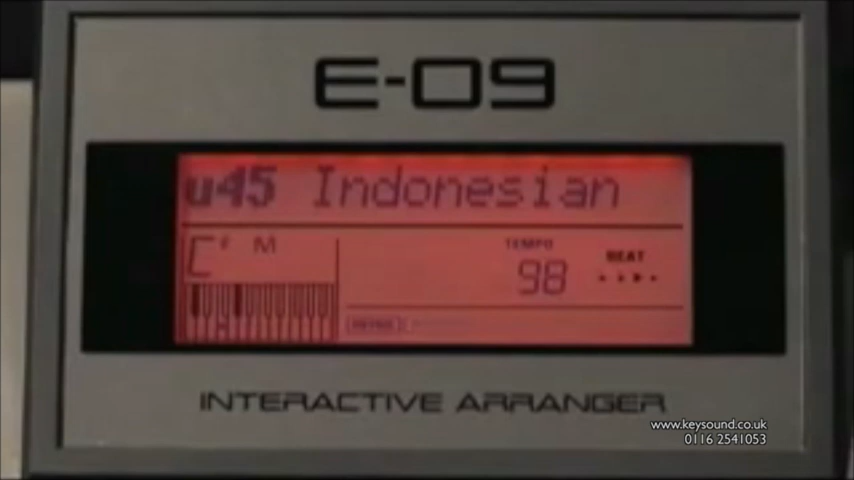 E-09
u45 Indonesian
C# M
TEMPO
98
BEAT
INTERACTIVE ARRANGER
www.keysound.co.uk
0116 2541053